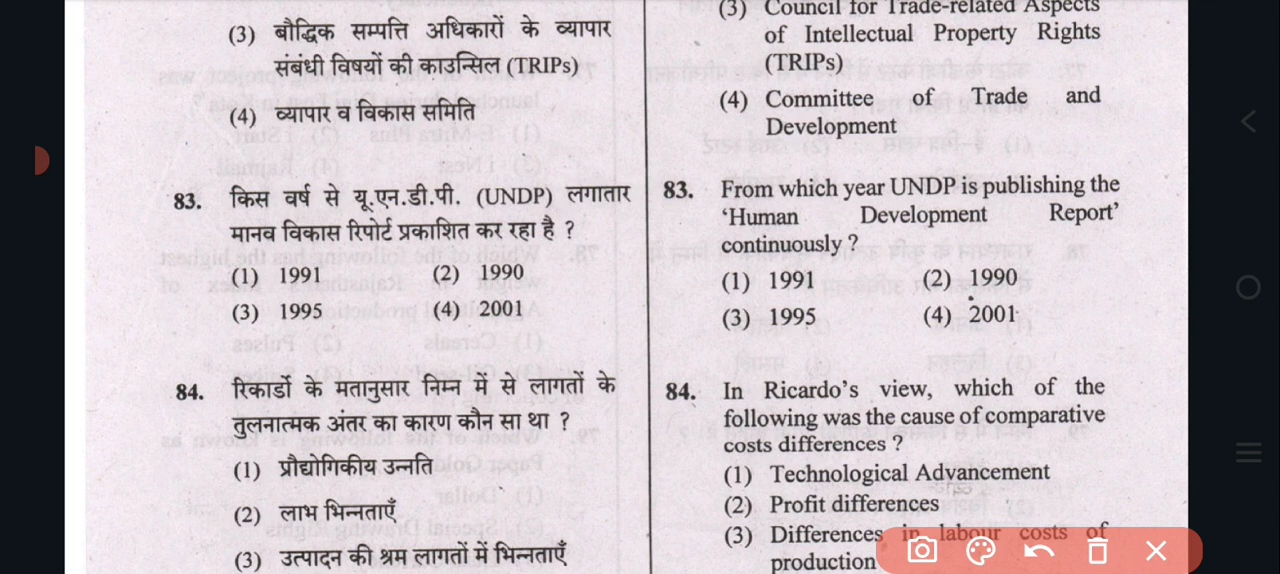 (3) बौद्धिक सम्पत्ति अधिकारों के व्यापार
संबंधी विषयों की काउन्सिल (TRIPs)
(4) व्यापार व विकास समिति
83. किस वर्ष से यू.एन.डी.पी. (UNDP) लगातार
मानव विकास रिपोर्ट प्रकाशित कर रहा है ?
(1) 1991 (2) 1990
(3) 1995 (4) 2001
84. रिकार्डो के मतानुसार निम्न में से लागतों के
तुलनात्मक अंतर का कारण कौन सा था ?
(1) प्रौद्योगिकीय उन्नति
(2) लाभ भिन्नताएँ
(3) उत्पादन की श्रम लागतों में भिन्नताएँ
(3) Council for Trade-related Aspects
of Intellectual Property Rights
(TRIPs)
(4) Committee of Trade and
Development
83. From which year UNDP is publishing the
‘Human Development Report’
continuously ?
(1) 1991 (2) 1990
(3) 1995 (4) 2001
84. In Ricardo’s view, which of the
following was the cause of comparative
costs differences ?
(1) Technological Advancement
(2) Profit differences
(3) Differences in labour costs of
production